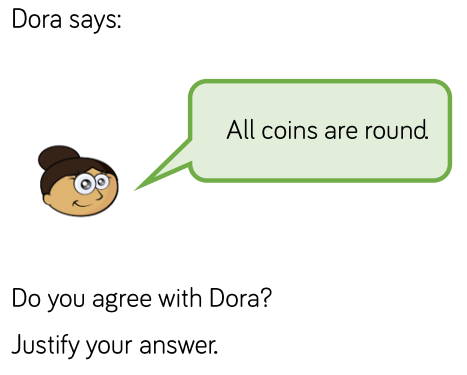 Dora says:
All coins are round.
Do you agree with Dora?
Justify your answer.